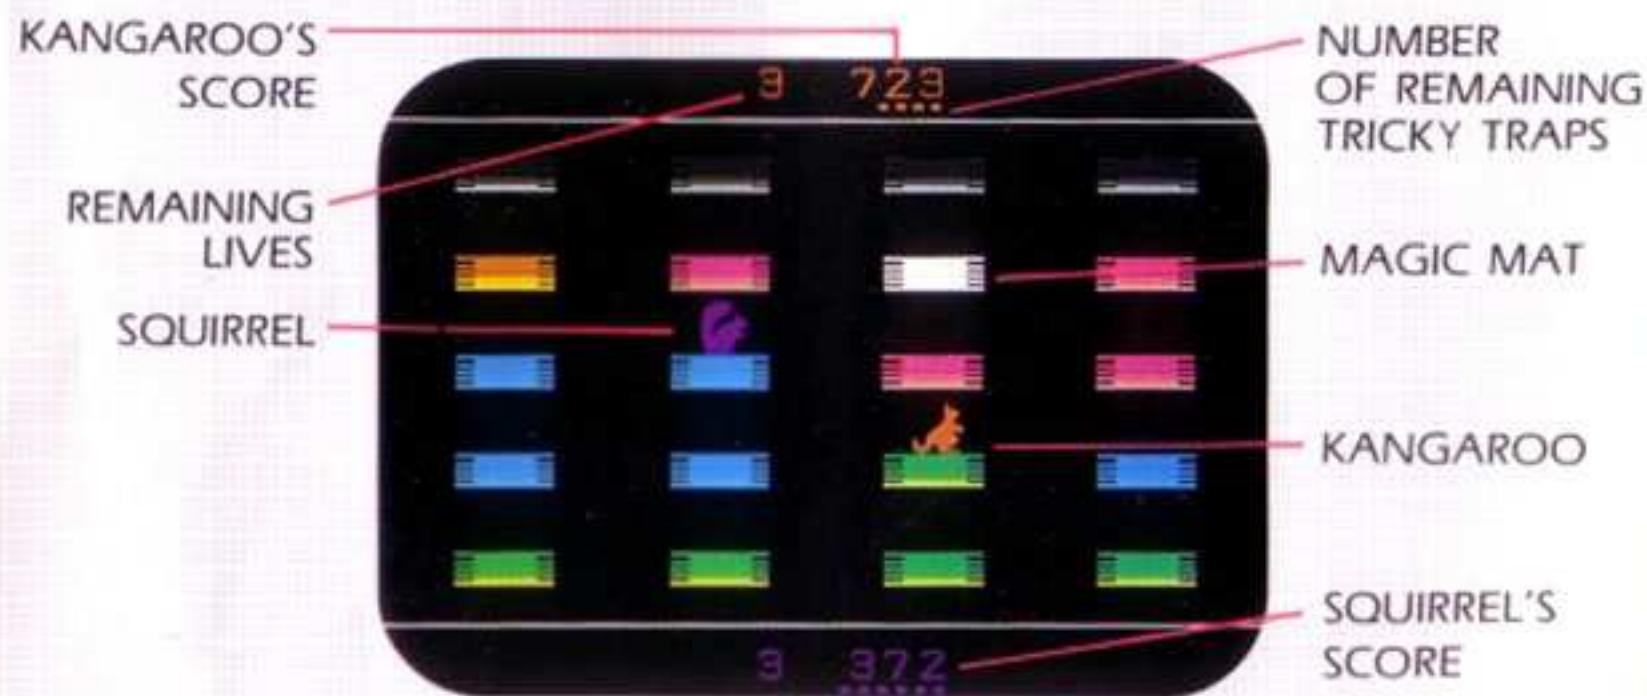 KANGAROO'S
SCORE
NUMBER
OF REMAINING
TRICKY TRAPS
3 723
REMAINING
LIVES
MAGIC MAT
SQUIRREL
KANGAROO
SQUIRREL'S
SCORE
3 372